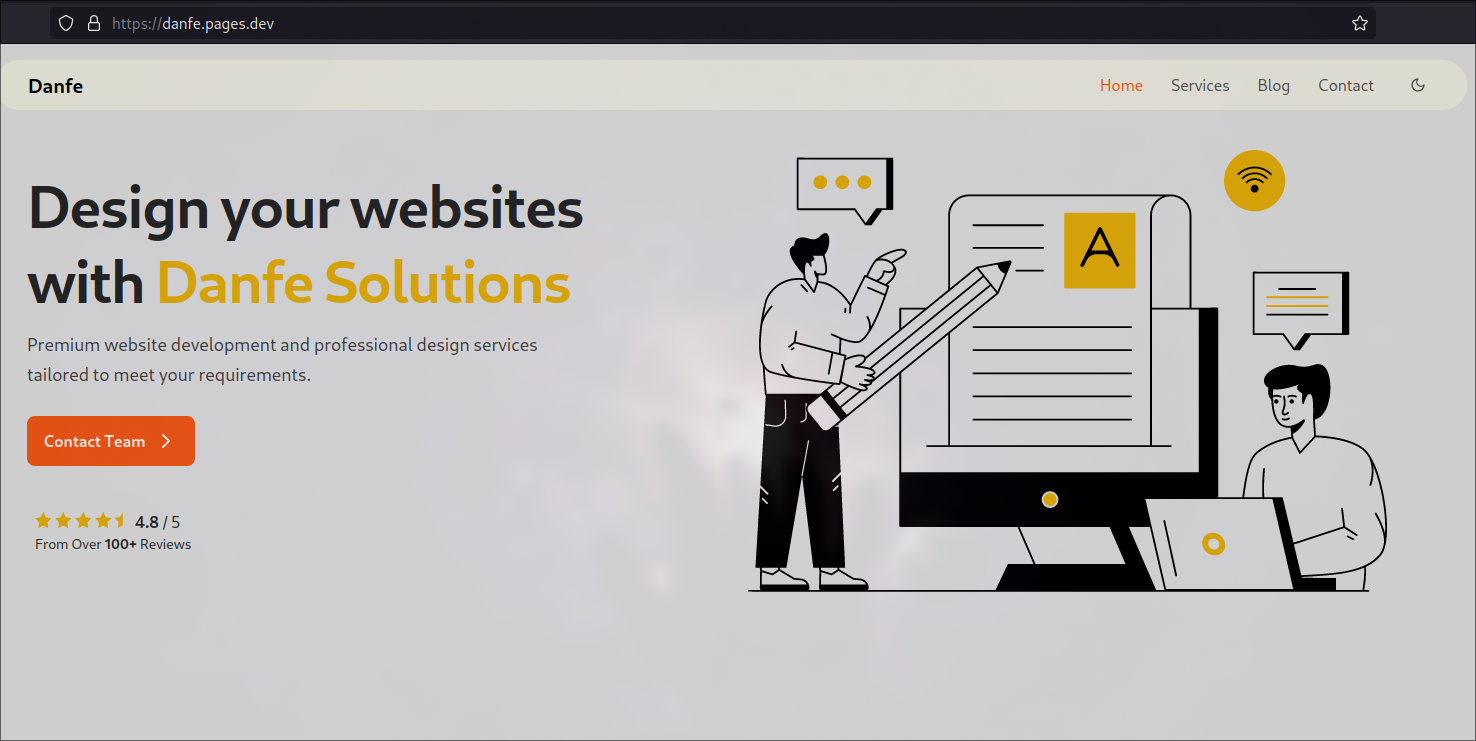 https://danfe.pages.dev
Danfe
Home
Services
Blog
Contact
Design your websites
with Danfe Solutions
Premium website development and professional design services
tailored to meet your requirements.
Contact Team
4.8 / 5
From Over 100+ Reviews
A